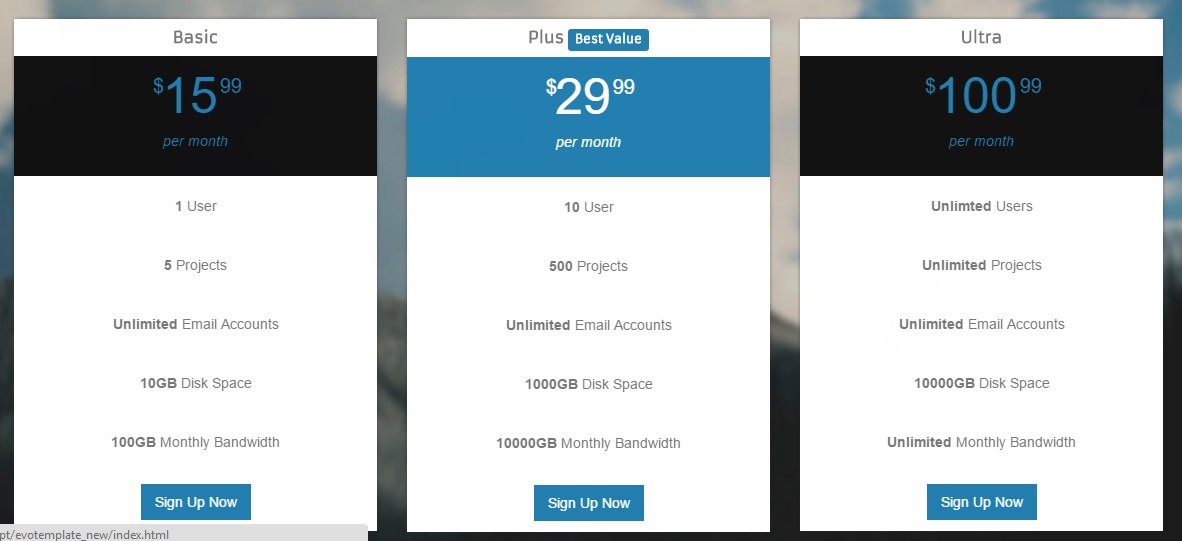 Basic
$15 99
per month
1 User
5 Projects
Unlimited Email Accounts
10GB Disk Space
100GB Monthly Bandwidth
Sign Up Now
Plus Best Value
$29 99
per month
10 User
500 Projects
Unlimited Email Accounts
1000GB Disk Space
10000GB Monthly Bandwidth
Sign Up Now
Ultra
$100 99
per month
Unlimted Users
Unlimited Projects
Unlimited Email Accounts
10000GB Disk Space
Unlimited Monthly Bandwidth
Sign Up Now
pt/evotemplate_new/index.html